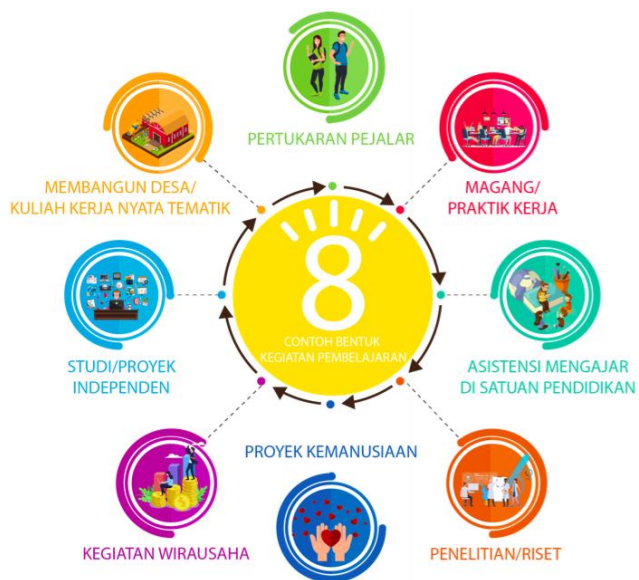 PERTUKARAN PEJALAR
MAGANG/
PRAKTIK KERJA
ASISTENSI MENGAJAR
DI SATUAN PENDIDIKAN
PENELITIAN/RISET
PROYEK KEMANUSIAAN
KEGIATAN WIRAUSAHA
STUDI/PROYEK
INDEPENDEN
MEMBANGUN DESA/
KULIAH KERJA NYATA TEMATIK
8
CONTOH BENTUK
KEGIATAN PEMBELAJARAN